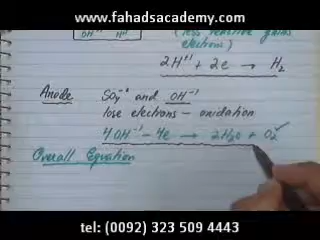 www.fahadsacademy.com
OH⁻¹ H⁺¹
(less reactive gains
electrons)
2H⁺¹ + 2e → H₂
Anode SO₄⁻² and OH⁻¹
lose electrons - oxidation
4OH⁻¹ - 4e → 2H₂O + O₂
Overall Equation
tel: (0092) 323 509 4443